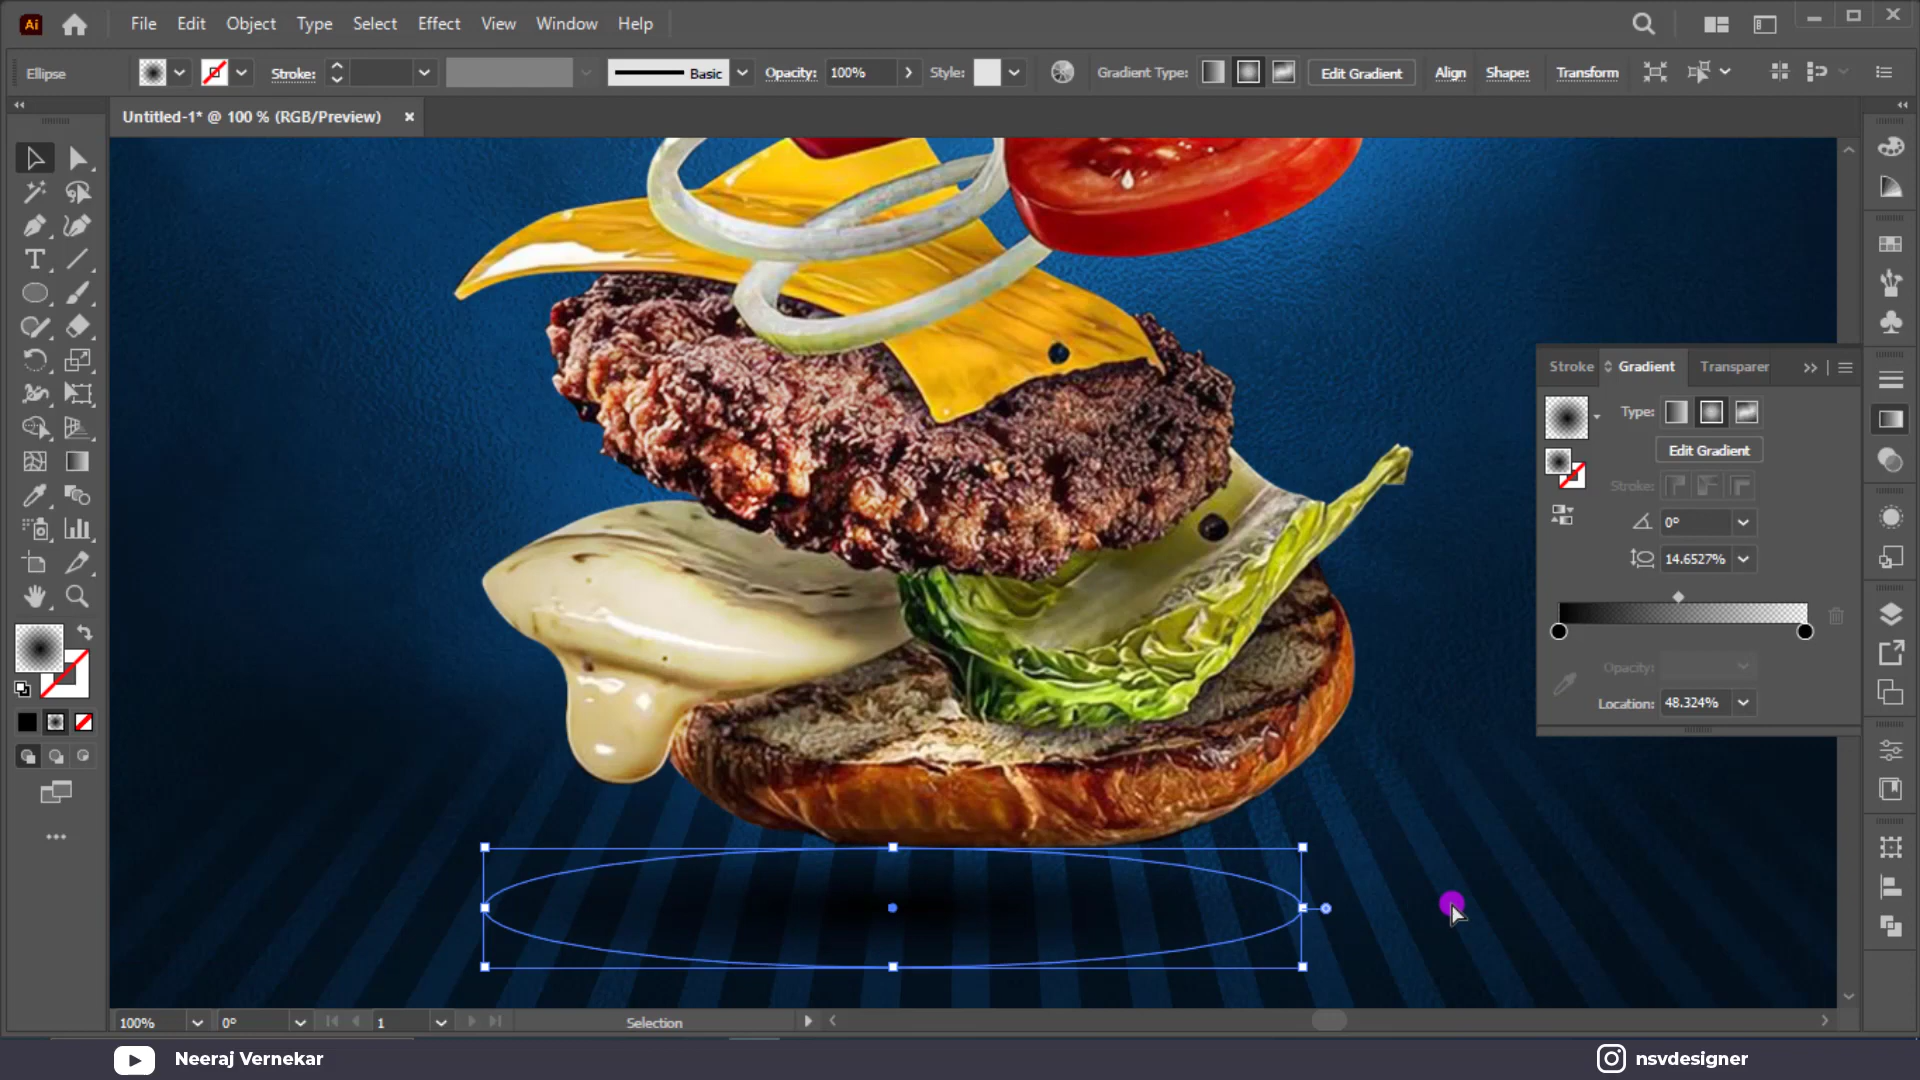 Ai
File Edit Object Type Select Effect View Window Help
Ellipse Stroke: Basic Opacity: 100% Style: Gradient Type: Edit Gradient Align Shape: Transform
Untitled-1* @ 100 % (RGB/Preview) ×
Stroke Gradient Transparer
Type:
Edit Gradient
Stroke:
0°
14.6527%
Opacity:
Location: 48.324%
100% 0° 1 Selection
Neeraj Vernekar
nsvdesigner